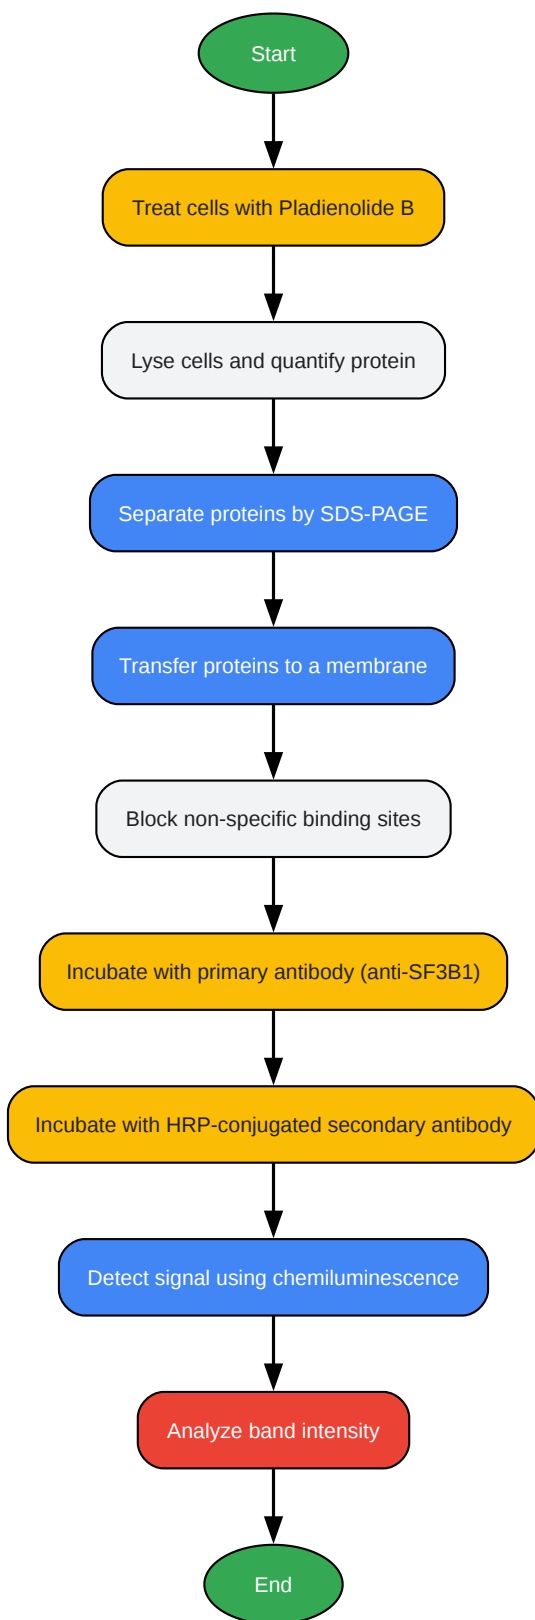 Start
Treat cells with Pladienolide B
Lyse cells and quantify protein
Separate proteins by SDS-PAGE
Transfer proteins to a membrane
Block non-specific binding sites
Incubate with primary antibody (anti-SF3B1)
Incubate with HRP-conjugated secondary antibody
Detect signal using chemiluminescence
Analyze band intensity
End